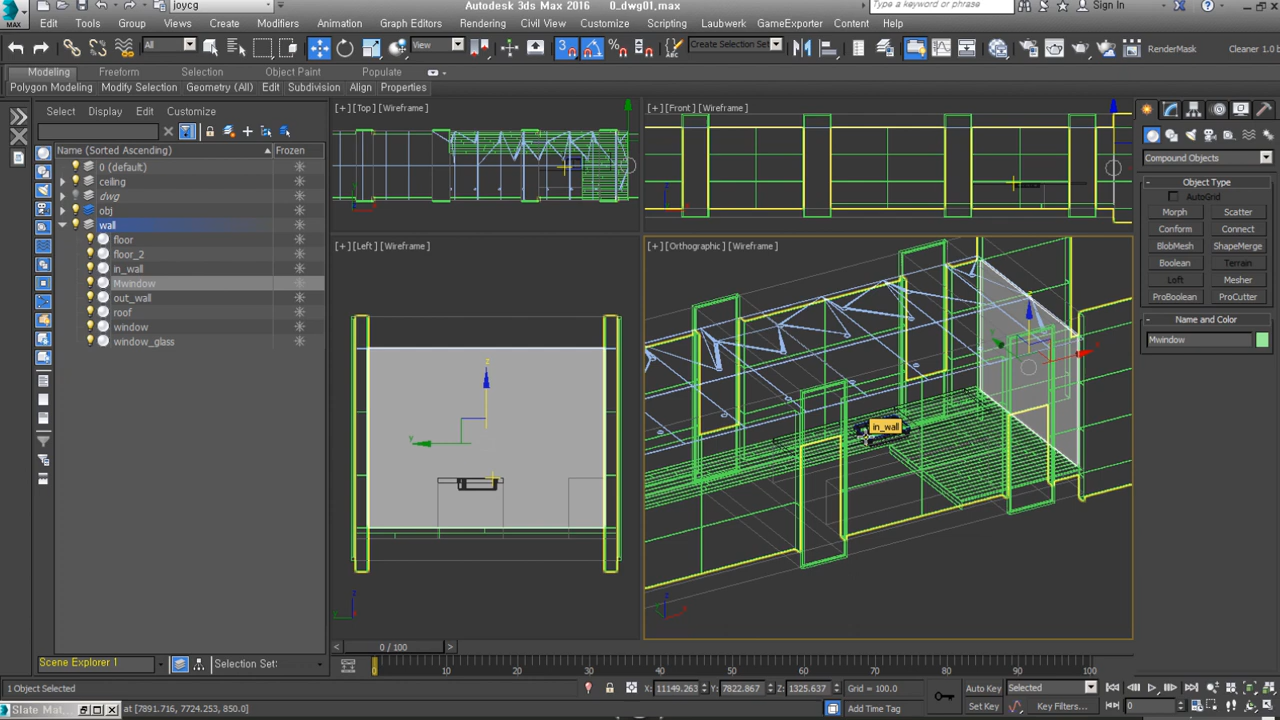 joycg
Autodesk 3ds Max 2016 0_dwg01.max
Type a keyword or phrase
Sign In
MAX
Edit Tools Group Views Create Modifiers Animation Graph Editors Rendering Civil View Customize Scripting Laubwerk GameExporter Content Help
All View Create Selection Set RenderMask Cleaner 1.0
Modeling Freeform Selection Object Paint Populate
Polygon Modeling Modify Selection Edit Geometry (All) Subdivision Align Properties
Select Display Edit Customize
Name (Sorted Ascending) Frozen
0 (default)
ceiling
dwg
obj
wall
floor
floor_2
in_wall
Mwindow
out_wall
roof
window
window_glass
[+] [Top] [Wireframe]
[+] [Front] [Wireframe]
[+] [Left] [Wireframe]
[+] [Orthographic] [Wireframe]
in_wall
Compound Objects
Object Type
AutoGrid
Morph Scatter
Conform Connect
BlobMesh ShapeMerge
Boolean Terrain
Loft Mesher
ProBoolean ProCutter
Name and Color
Mwindow
0 / 100
Scene Explorer 1 Selection Set:
0 10 20 30 40 50 60 70 80 90 100
1 Object Selected X: 11149.263 Y: 7822.867 Z: 1325.637 Grid = 100.0 Auto Key Selected
Slate Mat... at [7891.716, 7724.253, 850.0] Add Time Tag Set Key Key Filters... 0